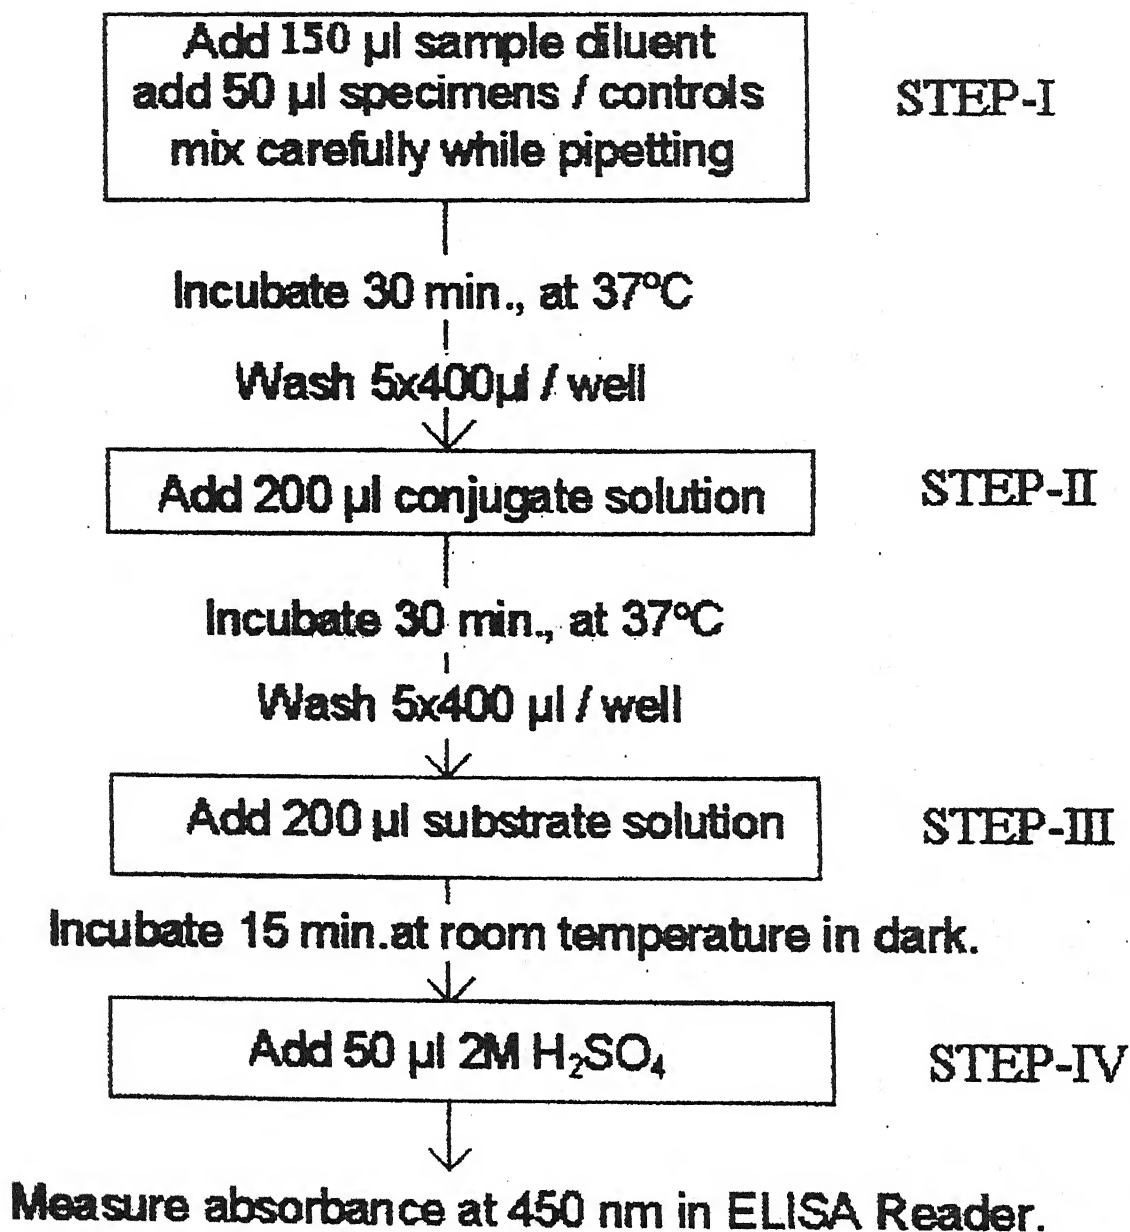 Add 150 µl sample diluent
add 50 µl specimens / controls
mix carefully while pipetting
STEP-I
Incubate 30 min., at 37°C
Wash 5x400µl / well
Add 200 µl conjugate solution
STEP-II
Incubate 30 min., at 37°C
Wash 5x400 µl / well
Add 200 µl substrate solution
STEP-III
Incubate 15 min.at room temperature in dark.
Add 50 µl 2M H₂SO₄
STEP-IV
Measure absorbance at 450 nm in ELISA Reader.